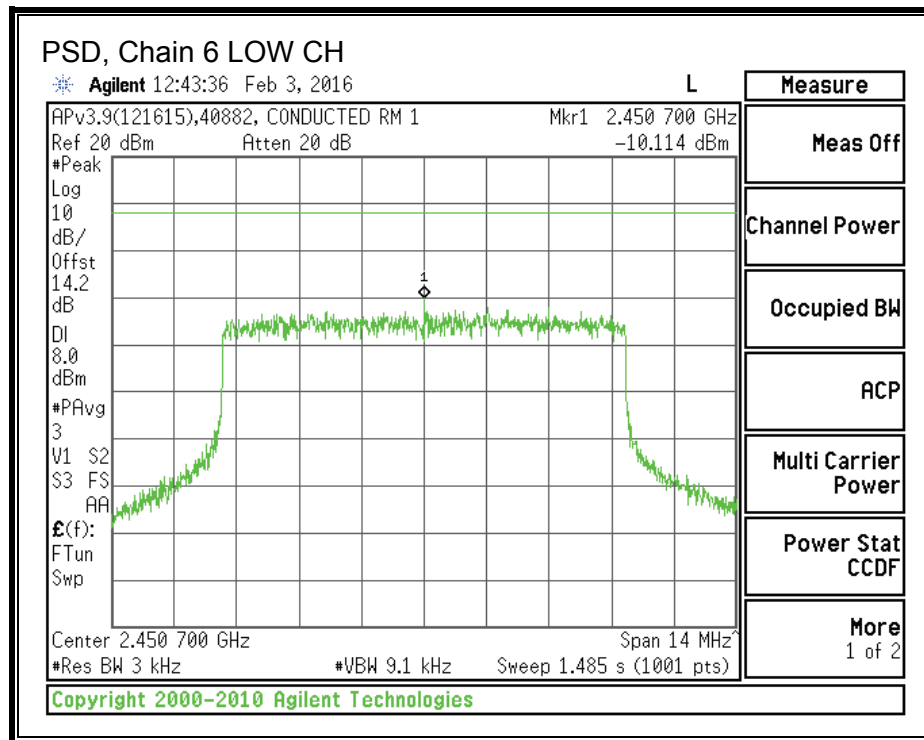 PSD, Chain 6 LOW CH
Agilent 12:43:36 Feb 3, 2016 L
Measure
APv3.9(121615),40882, CONDUCTED RM 1 Mkr1 2.450 700 GHz
Ref 20 dBm Atten 20 dB -10.114 dBm
Meas Off
#Peak
Log
10
dB/
Offst
14.2
dB
DI
8.0
dBm
#PAvg
3
V1 S2
S3 FS
AA
£(f):
FTun
Swp
1
Channel Power
Occupied BW
ACP
Multi Carrier
Power
Power Stat
CCDF
More
1 of 2
Center 2.450 700 GHz Span 14 MHz^
#Res BW 3 kHz #VBW 9.1 kHz Sweep 1.485 s (1001 pts)
Copyright 2000-2010 Agilent Technologies